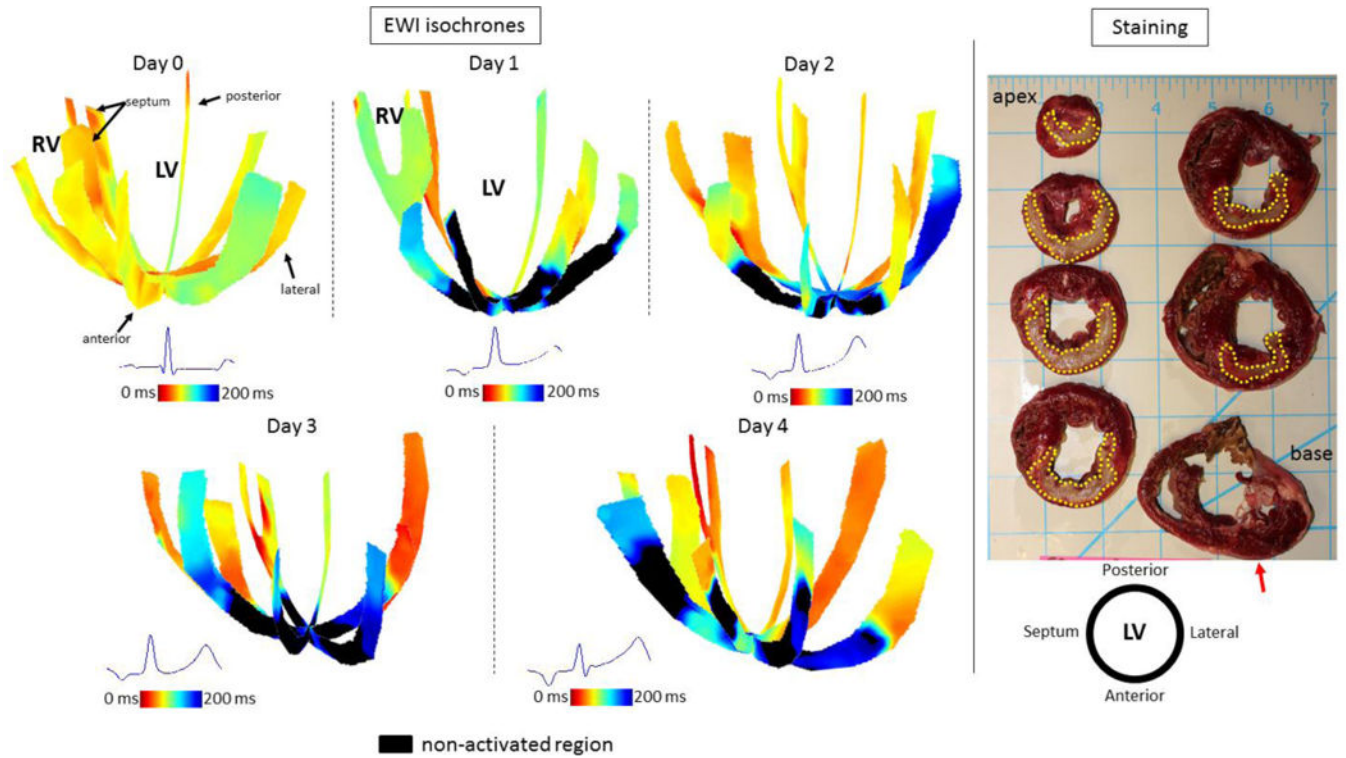 EWI isochrones
Staining
Day 0
septum
posterior
RV
LV
lateral
anterior
0 ms 200 ms
Day 1
RV
LV
0 ms 200 ms
Day 2
0 ms 200 ms
Day 3
0 ms 200 ms
Day 4
0 ms 200 ms
non-activated region
apex
3 4 5 6 7
base
Posterior
Septum LV Lateral
Anterior